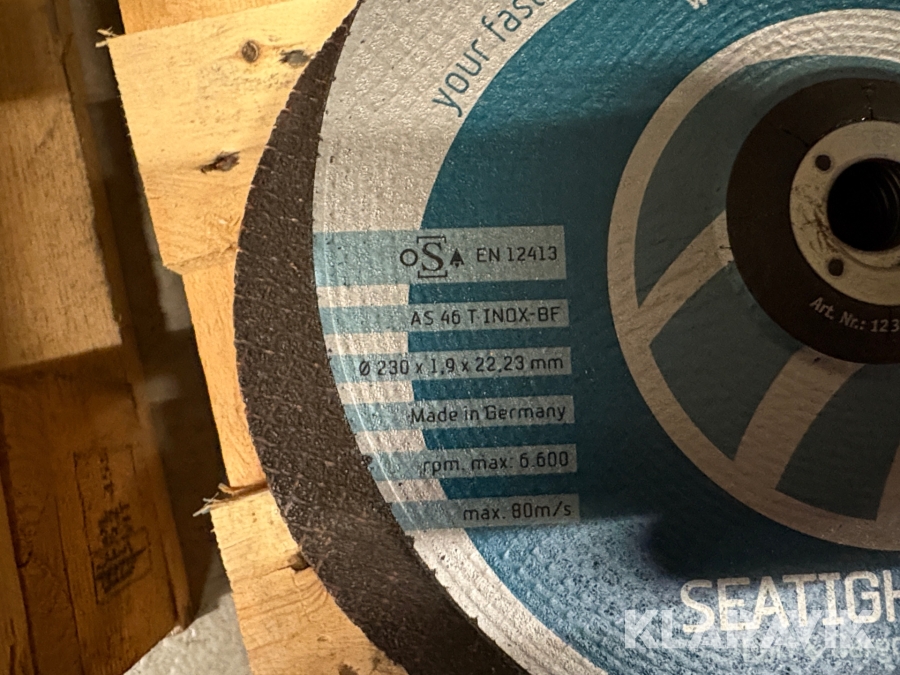 your fast
oSA EN 12413
AS 46 T INOX-BF
Ø 230 x 1,9 x 22,23 mm
Made in Germany
rpm. max: 6.600
max. 80m/s
Art. Nr.: 123
SEATIGH
KLARAVIK